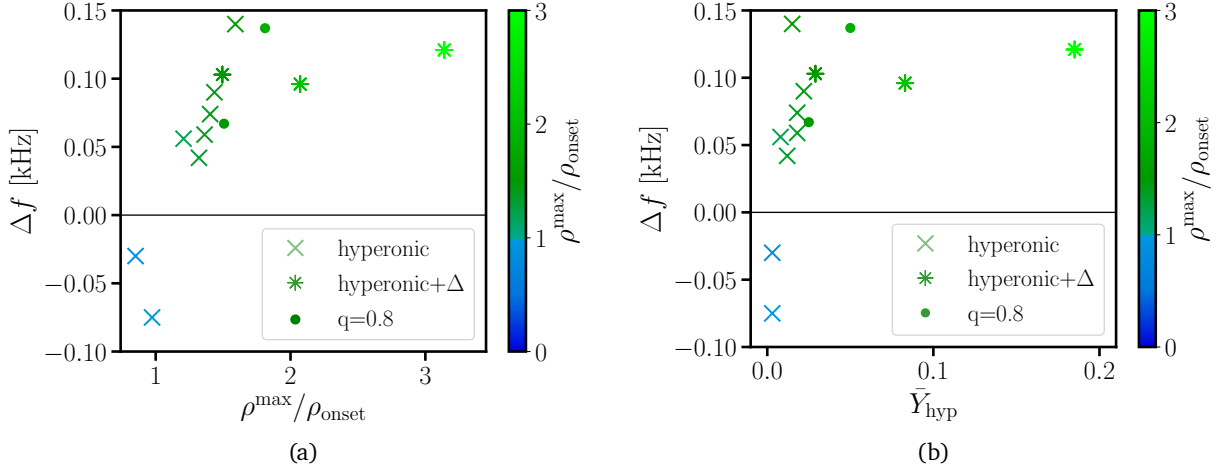 0.15
0.10
0.05
0.00
−0.05
−0.10
Δf [kHz]
1
2
3
ρ^max/ρ_onset
hyperonic
hyperonic+Δ
q=0.8
3
2
1
0
ρ^max/ρ_onset
(a)
0.15
0.10
0.05
0.00
−0.05
−0.10
Δf [kHz]
0.0
0.1
0.2
Ȳ_hyp
hyperonic
hyperonic+Δ
q=0.8
3
2
1
0
ρ^max/ρ_onset
(b)